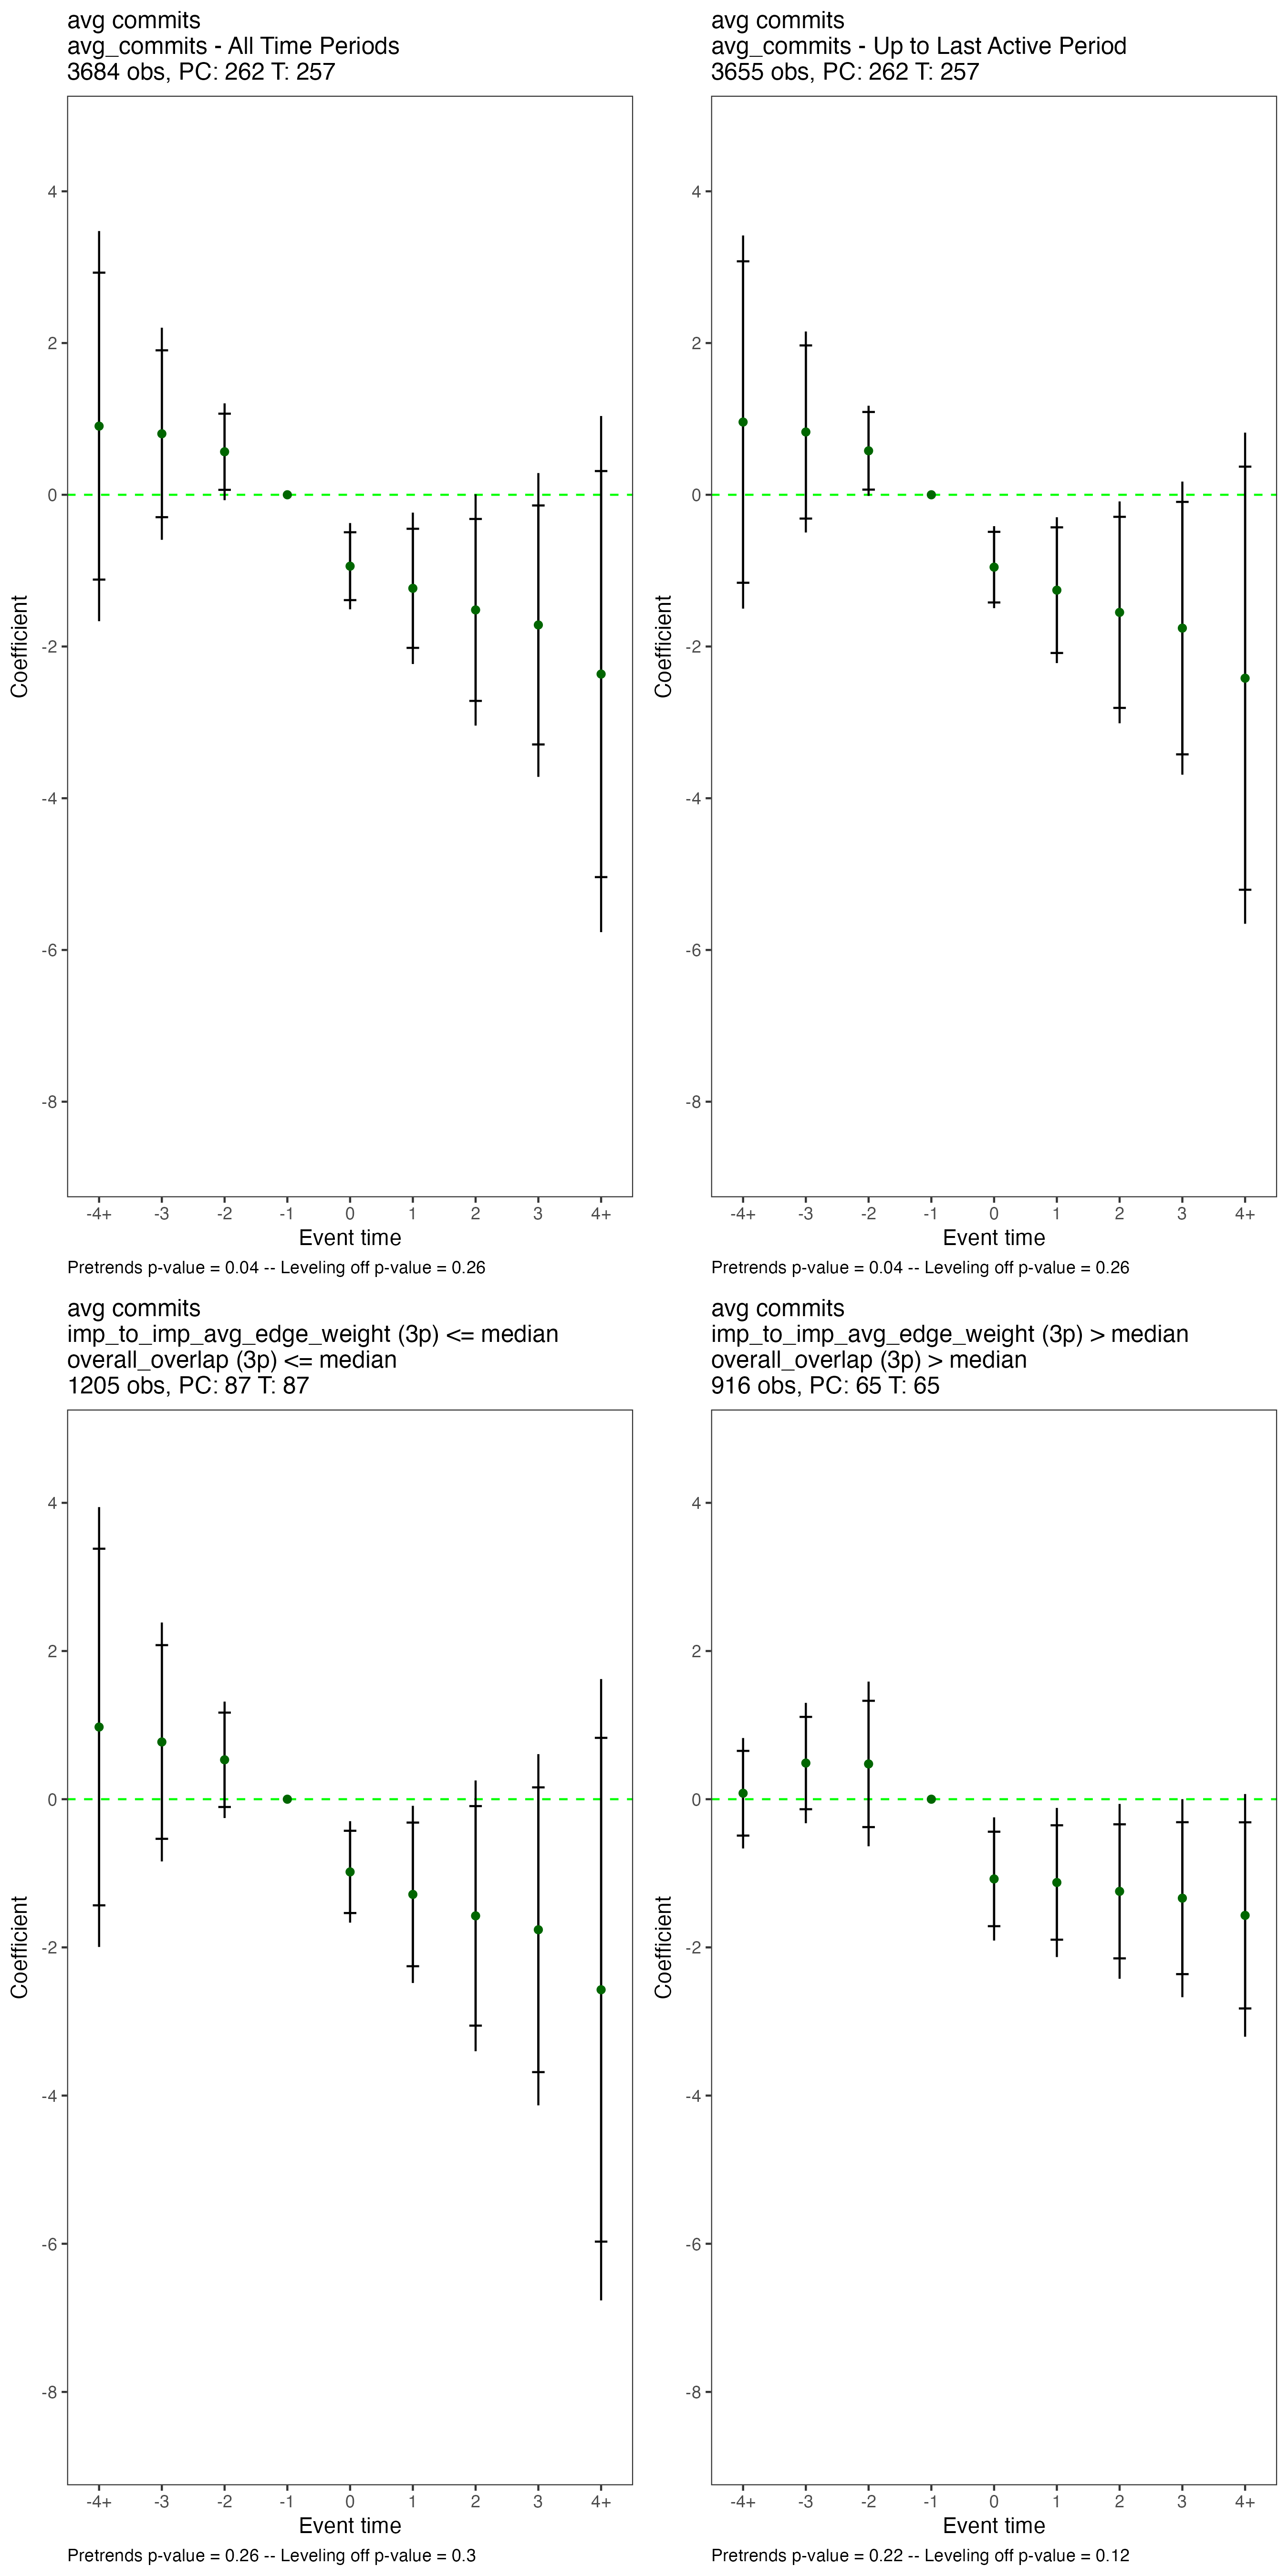 avg commits
avg_commits - All Time Periods
3684 obs, PC: 262 T: 257
4
2
0
-2
-4
-6
-8
Coefficient
-4+ -3 -2 -1 0 1 2 3 4+
Event time
Pretrends p-value = 0.04 -- Leveling off p-value = 0.26
avg commits
avg_commits - Up to Last Active Period
3655 obs, PC: 262 T: 257
4
2
0
-2
-4
-6
-8
Coefficient
-4+ -3 -2 -1 0 1 2 3 4+
Event time
Pretrends p-value = 0.04 -- Leveling off p-value = 0.26
avg commits
imp_to_imp_avg_edge_weight (3p) <= median
overall_overlap (3p) <= median
1205 obs, PC: 87 T: 87
4
2
0
-2
-4
-6
-8
Coefficient
-4+ -3 -2 -1 0 1 2 3 4+
Event time
Pretrends p-value = 0.26 -- Leveling off p-value = 0.3
avg commits
imp_to_imp_avg_edge_weight (3p) > median
overall_overlap (3p) > median
916 obs, PC: 65 T: 65
4
2
0
-2
-4
-6
-8
Coefficient
-4+ -3 -2 -1 0 1 2 3 4+
Event time
Pretrends p-value = 0.22 -- Leveling off p-value = 0.12